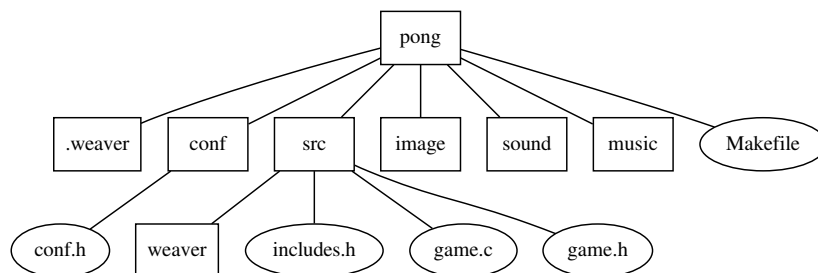 pong
.weaver
conf
src
image
sound
music
Makefile
conf.h
weaver
includes.h
game.c
game.h